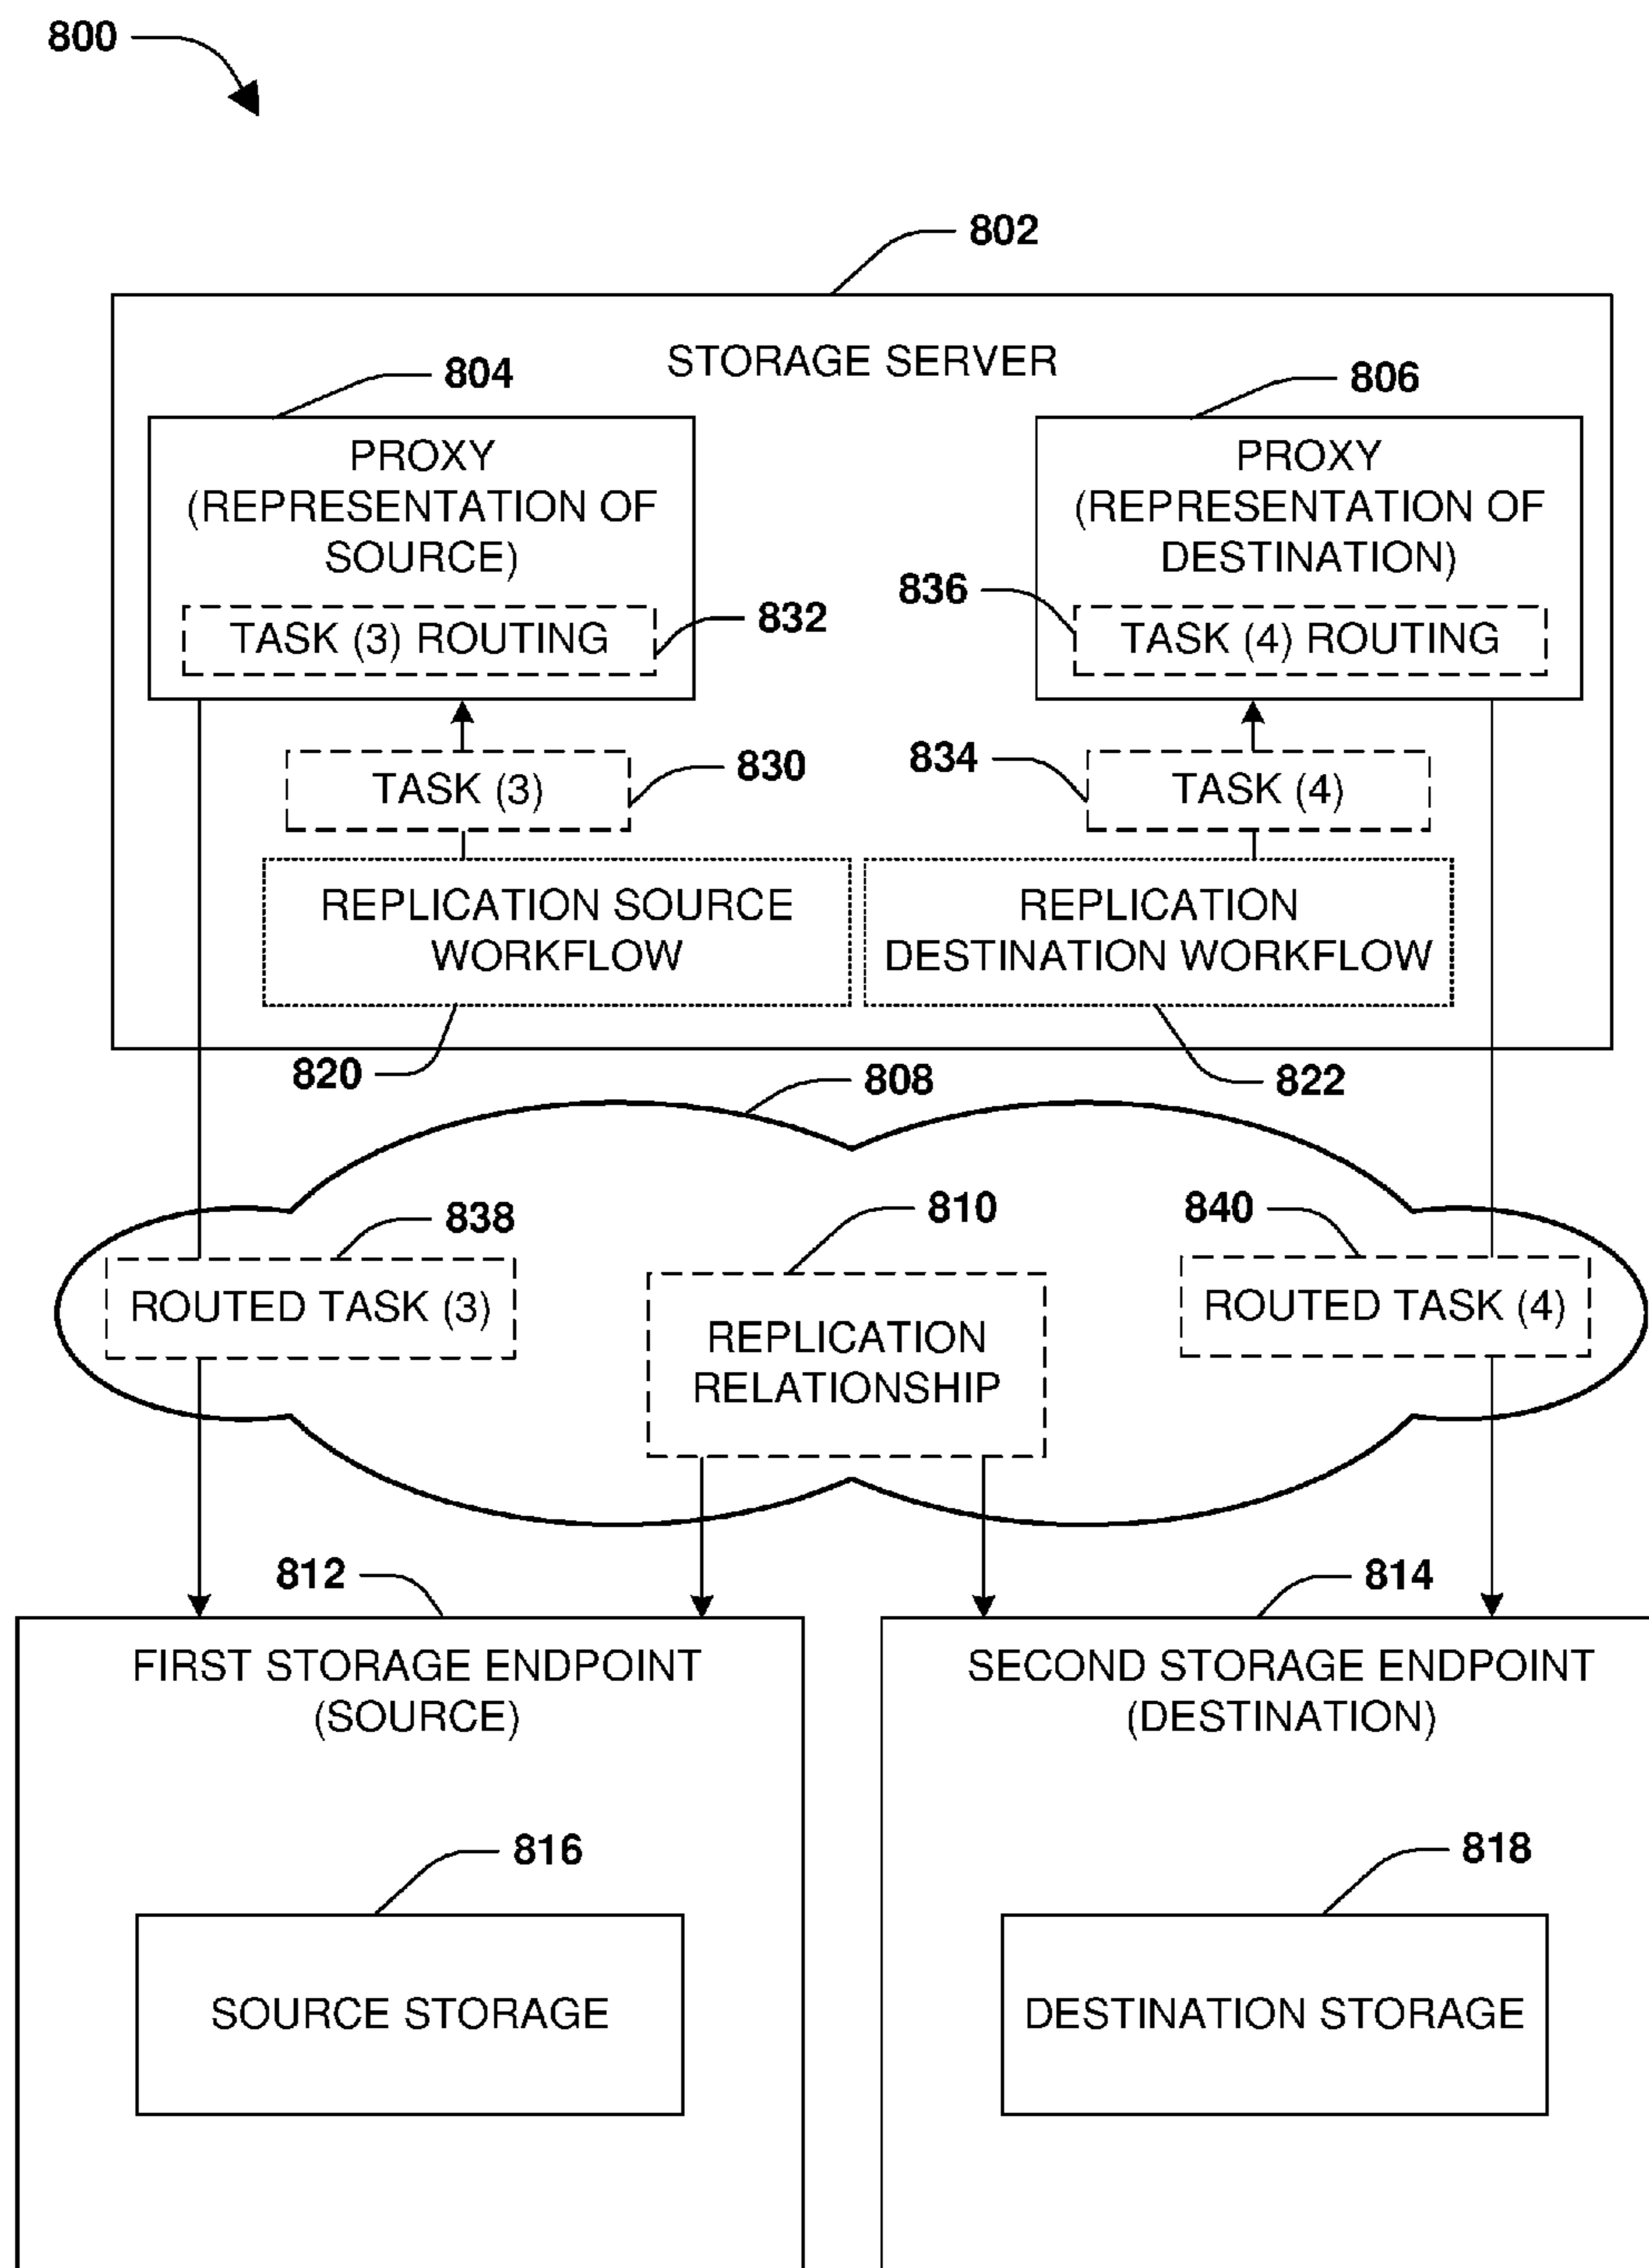 800
802
STORAGE SERVER
804
806
PROXY
(REPRESENTATION OF
SOURCE)
PROXY
(REPRESENTATION OF
DESTINATION)
836
832
TASK (3) ROUTING
TASK (4) ROUTING
830
834
TASK (3)
TASK (4)
REPLICATION SOURCE
WORKFLOW
REPLICATION
DESTINATION WORKFLOW
820
808
822
838
810
840
ROUTED TASK (3)
REPLICATION
RELATIONSHIP
ROUTED TASK (4)
812
814
FIRST STORAGE ENDPOINT
(SOURCE)
SECOND STORAGE ENDPOINT
(DESTINATION)
816
818
SOURCE STORAGE
DESTINATION STORAGE